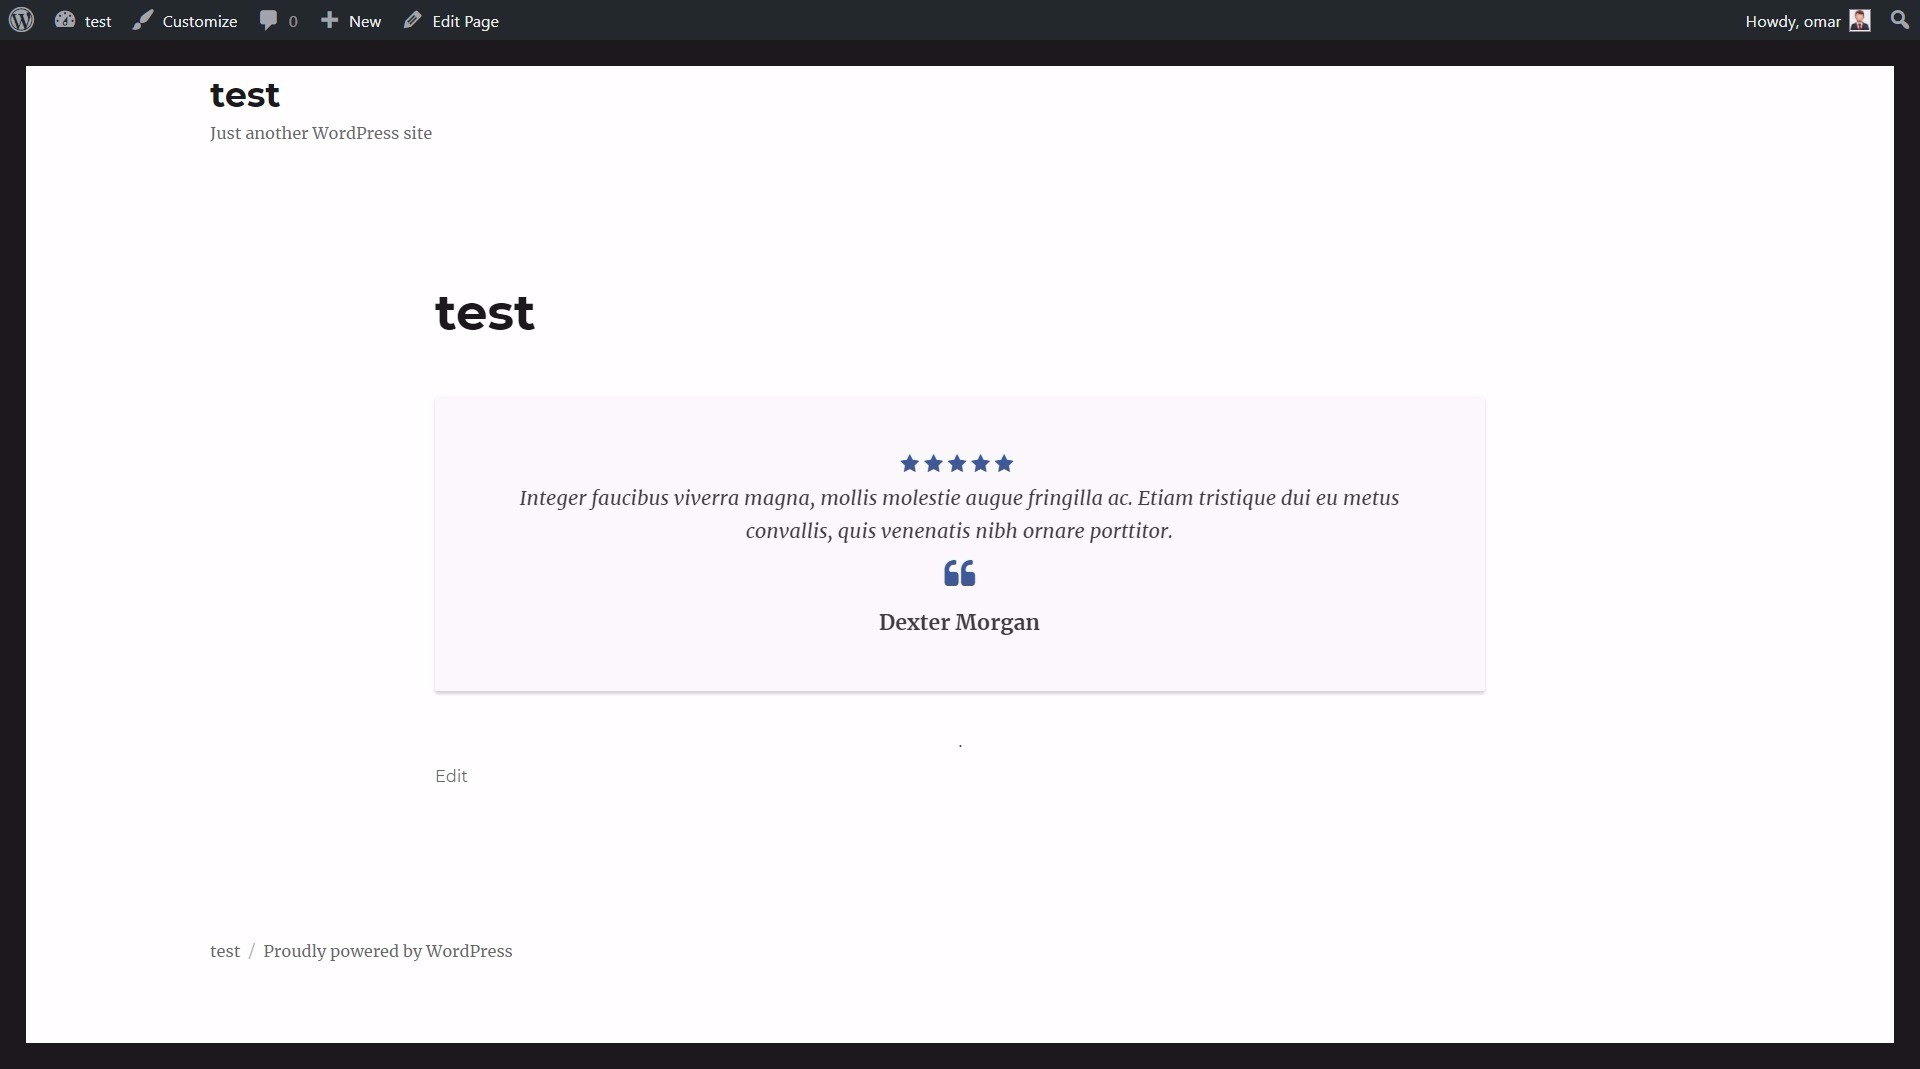 test Customize 0 New Edit Page Howdy, omar
test
Just another WordPress site
test
Integer faucibus viverra magna, mollis molestie augue fringilla ac. Etiam tristique dui eu metus
convallis, quis venenatis nibh ornare porttitor.
Dexter Morgan
.
Edit
test / Proudly powered by WordPress